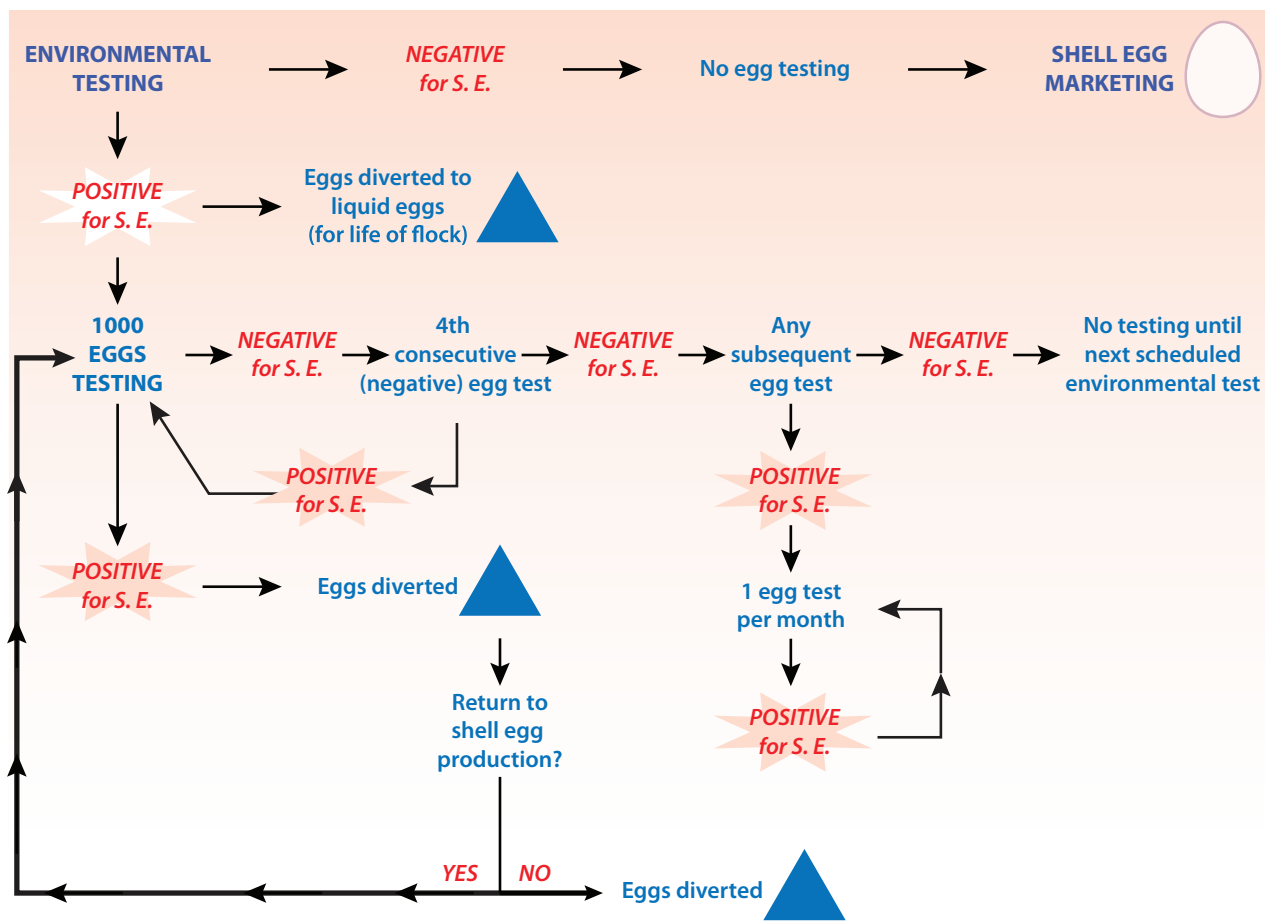 ENVIRONMENTAL
TESTING
NEGATIVE
for S. E.
No egg testing
SHELL EGG
MARKETING
POSITIVE
for S. E.
Eggs diverted to
liquid eggs
(for life of flock)
1000
EGGS
TESTING
NEGATIVE
for S. E.
4th
consecutive
(negative) egg test
NEGATIVE
for S. E.
Any
subsequent
egg test
NEGATIVE
for S. E.
No testing until
next scheduled
environmental test
POSITIVE
for S. E.
POSITIVE
for S. E.
POSITIVE
for S. E.
Eggs diverted
1 egg test
per month
Return to
shell egg
production?
POSITIVE
for S. E.
YES
NO
Eggs diverted